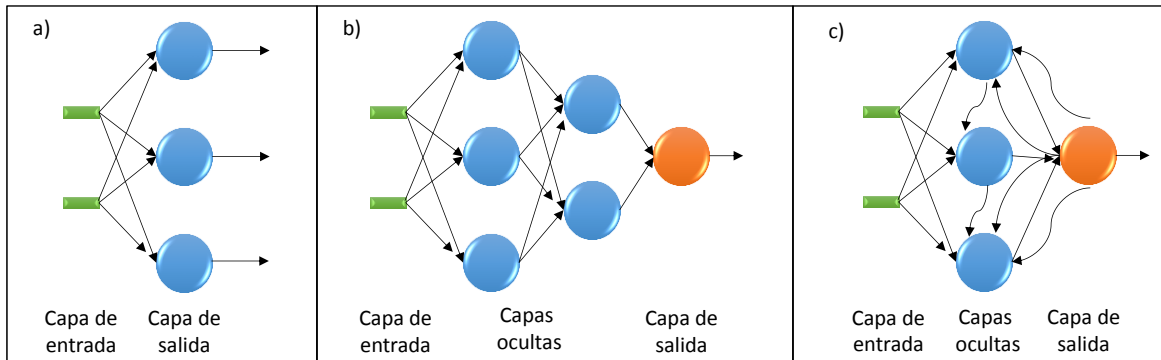 a)
Capa de
entrada
Capa de
salida
b)
Capa de
entrada
Capas
ocultas
Capa de
salida
c)
Capa de
entrada
Capas
ocultas
Capa de
salida